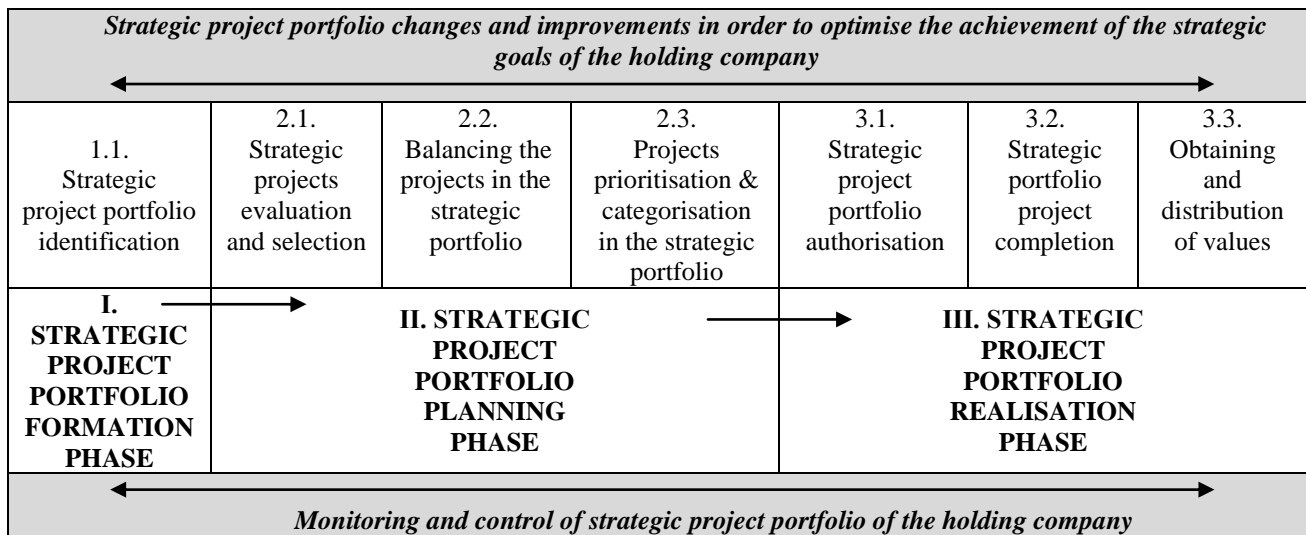 Strategic project portfolio changes and improvements in order to optimise the achievement of the strategic
goals of the holding company
1.1.
Strategic
project portfolio
identification
2.1.
Strategic
projects
evaluation
and selection
2.2.
Balancing the
projects in the
strategic
portfolio
2.3.
Projects
prioritisation &
categorisation
in the strategic
portfolio
3.1.
Strategic
project
portfolio
authorisation
3.2.
Strategic
portfolio
project
completion
3.3.
Obtaining
and
distribution
of values
I.
STRATEGIC
PROJECT
PORTFOLIO
FORMATION
PHASE
II. STRATEGIC
PROJECT
PORTFOLIO
PLANNING
PHASE
III. STRATEGIC
PROJECT
PORTFOLIO
REALISATION
PHASE
Monitoring and control of strategic project portfolio of the holding company